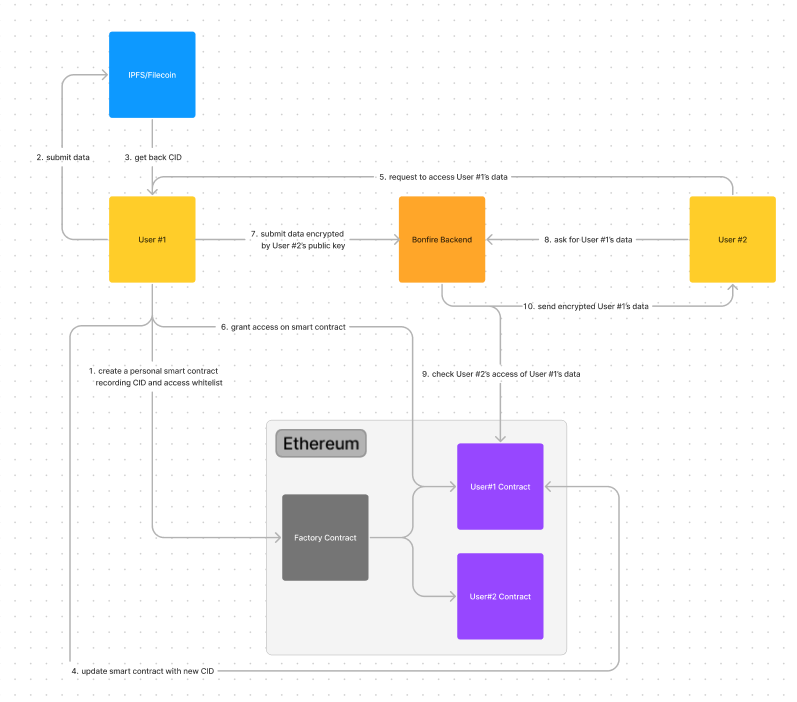 IPFS/Filecoin
2. submit data
3. get back CID
5. request to access User #1's data
User #1
7. submit data encrypted
by User #2's public key
Bonfire Backend
8. ask for User #1's data
User #2
10. send encrypted User #1's data
6. grant access on smart contract
1. create a personal smart contract
recording CID and access whitelist
9. check User #2's access of User #1's data
Ethereum
User#1 Contract
Factory Contract
User#2 Contract
4. update smart contract with new CID